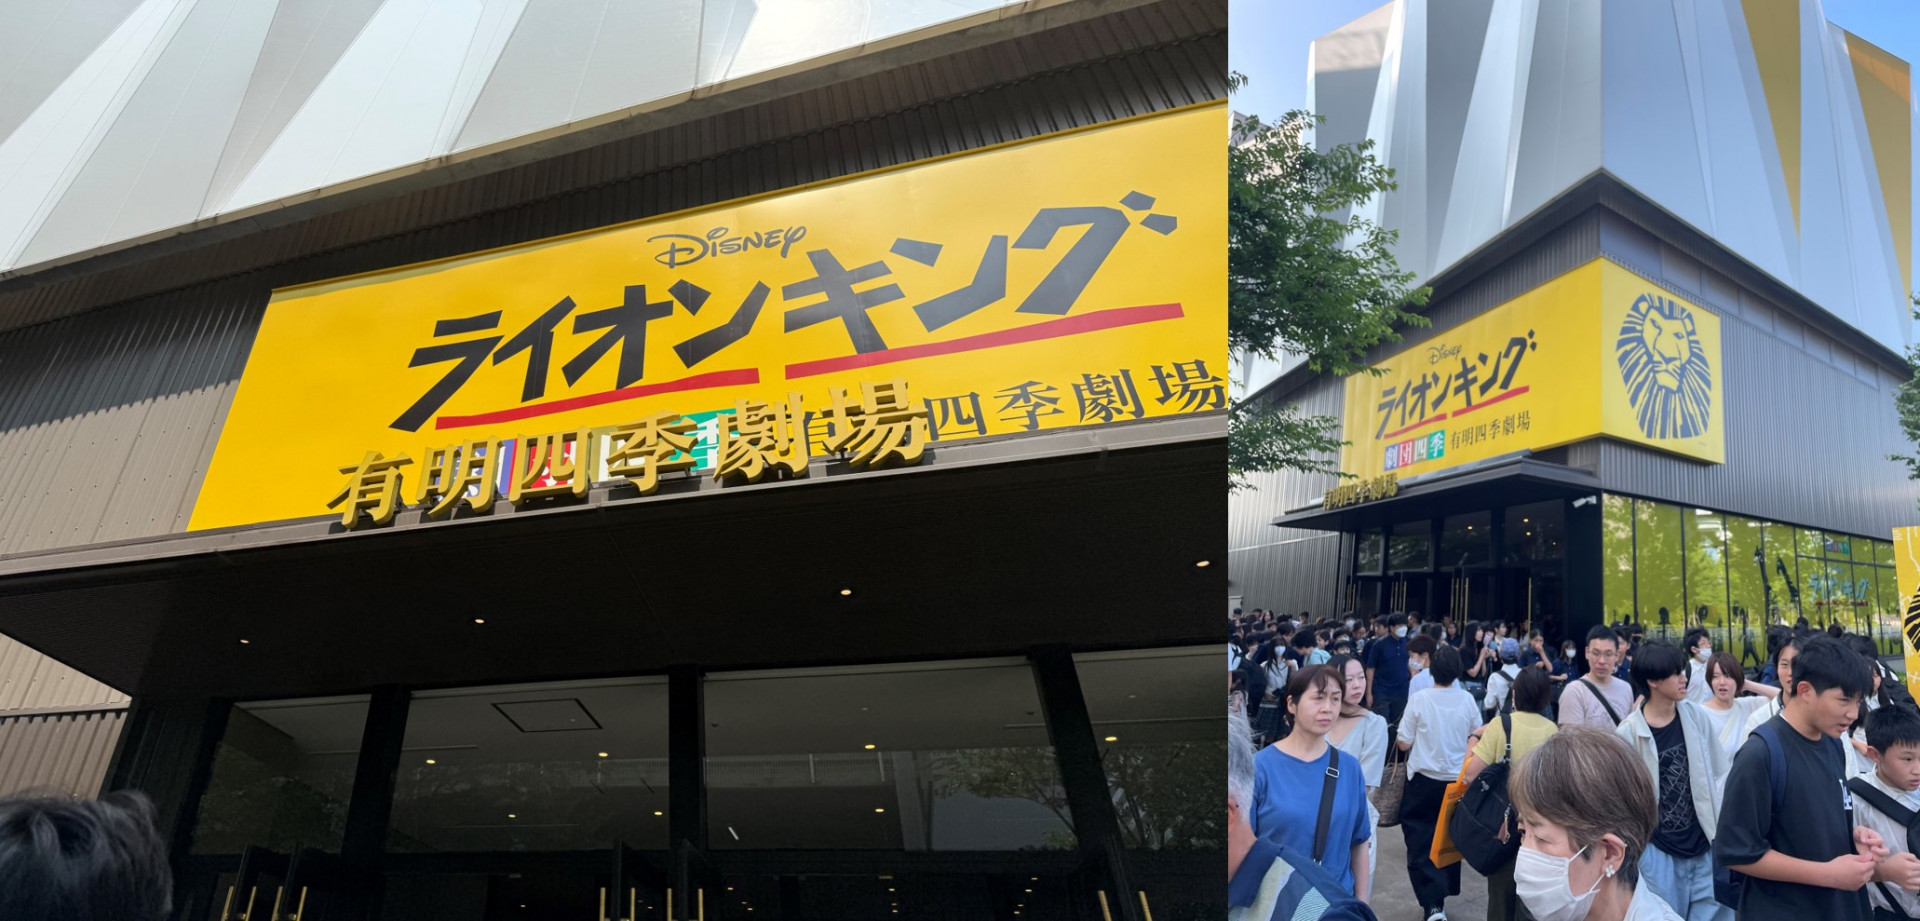 Disney
ライオンキング
有明四季劇場
四季劇場
Disney
ライオンキング
劇団四季 有明四季劇場
有明四季劇場